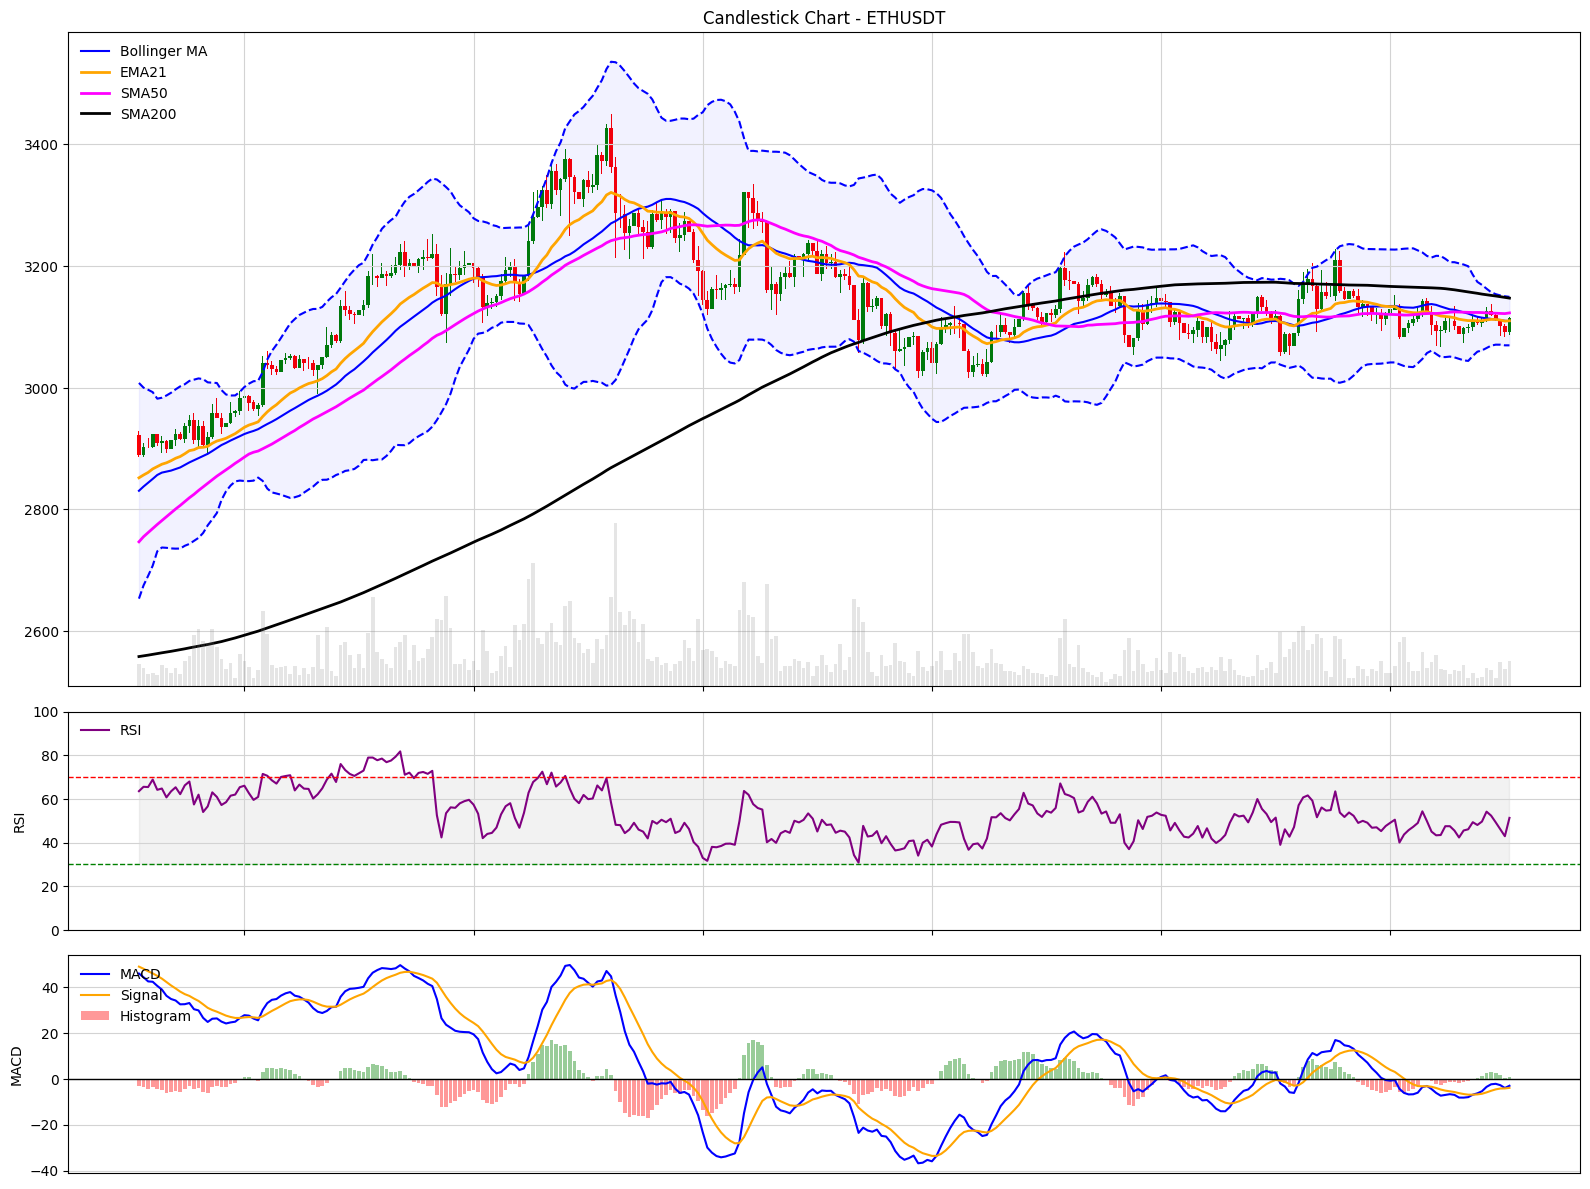 Candlestick Chart - ETHUSDT
Bollinger MA
EMA21
SMA50
SMA200
3400
3200
3000
2800
2600
RSI
RSI
100
80
60
40
20
0
MACD
Signal
Histogram
MACD
40
20
0
−20
−40